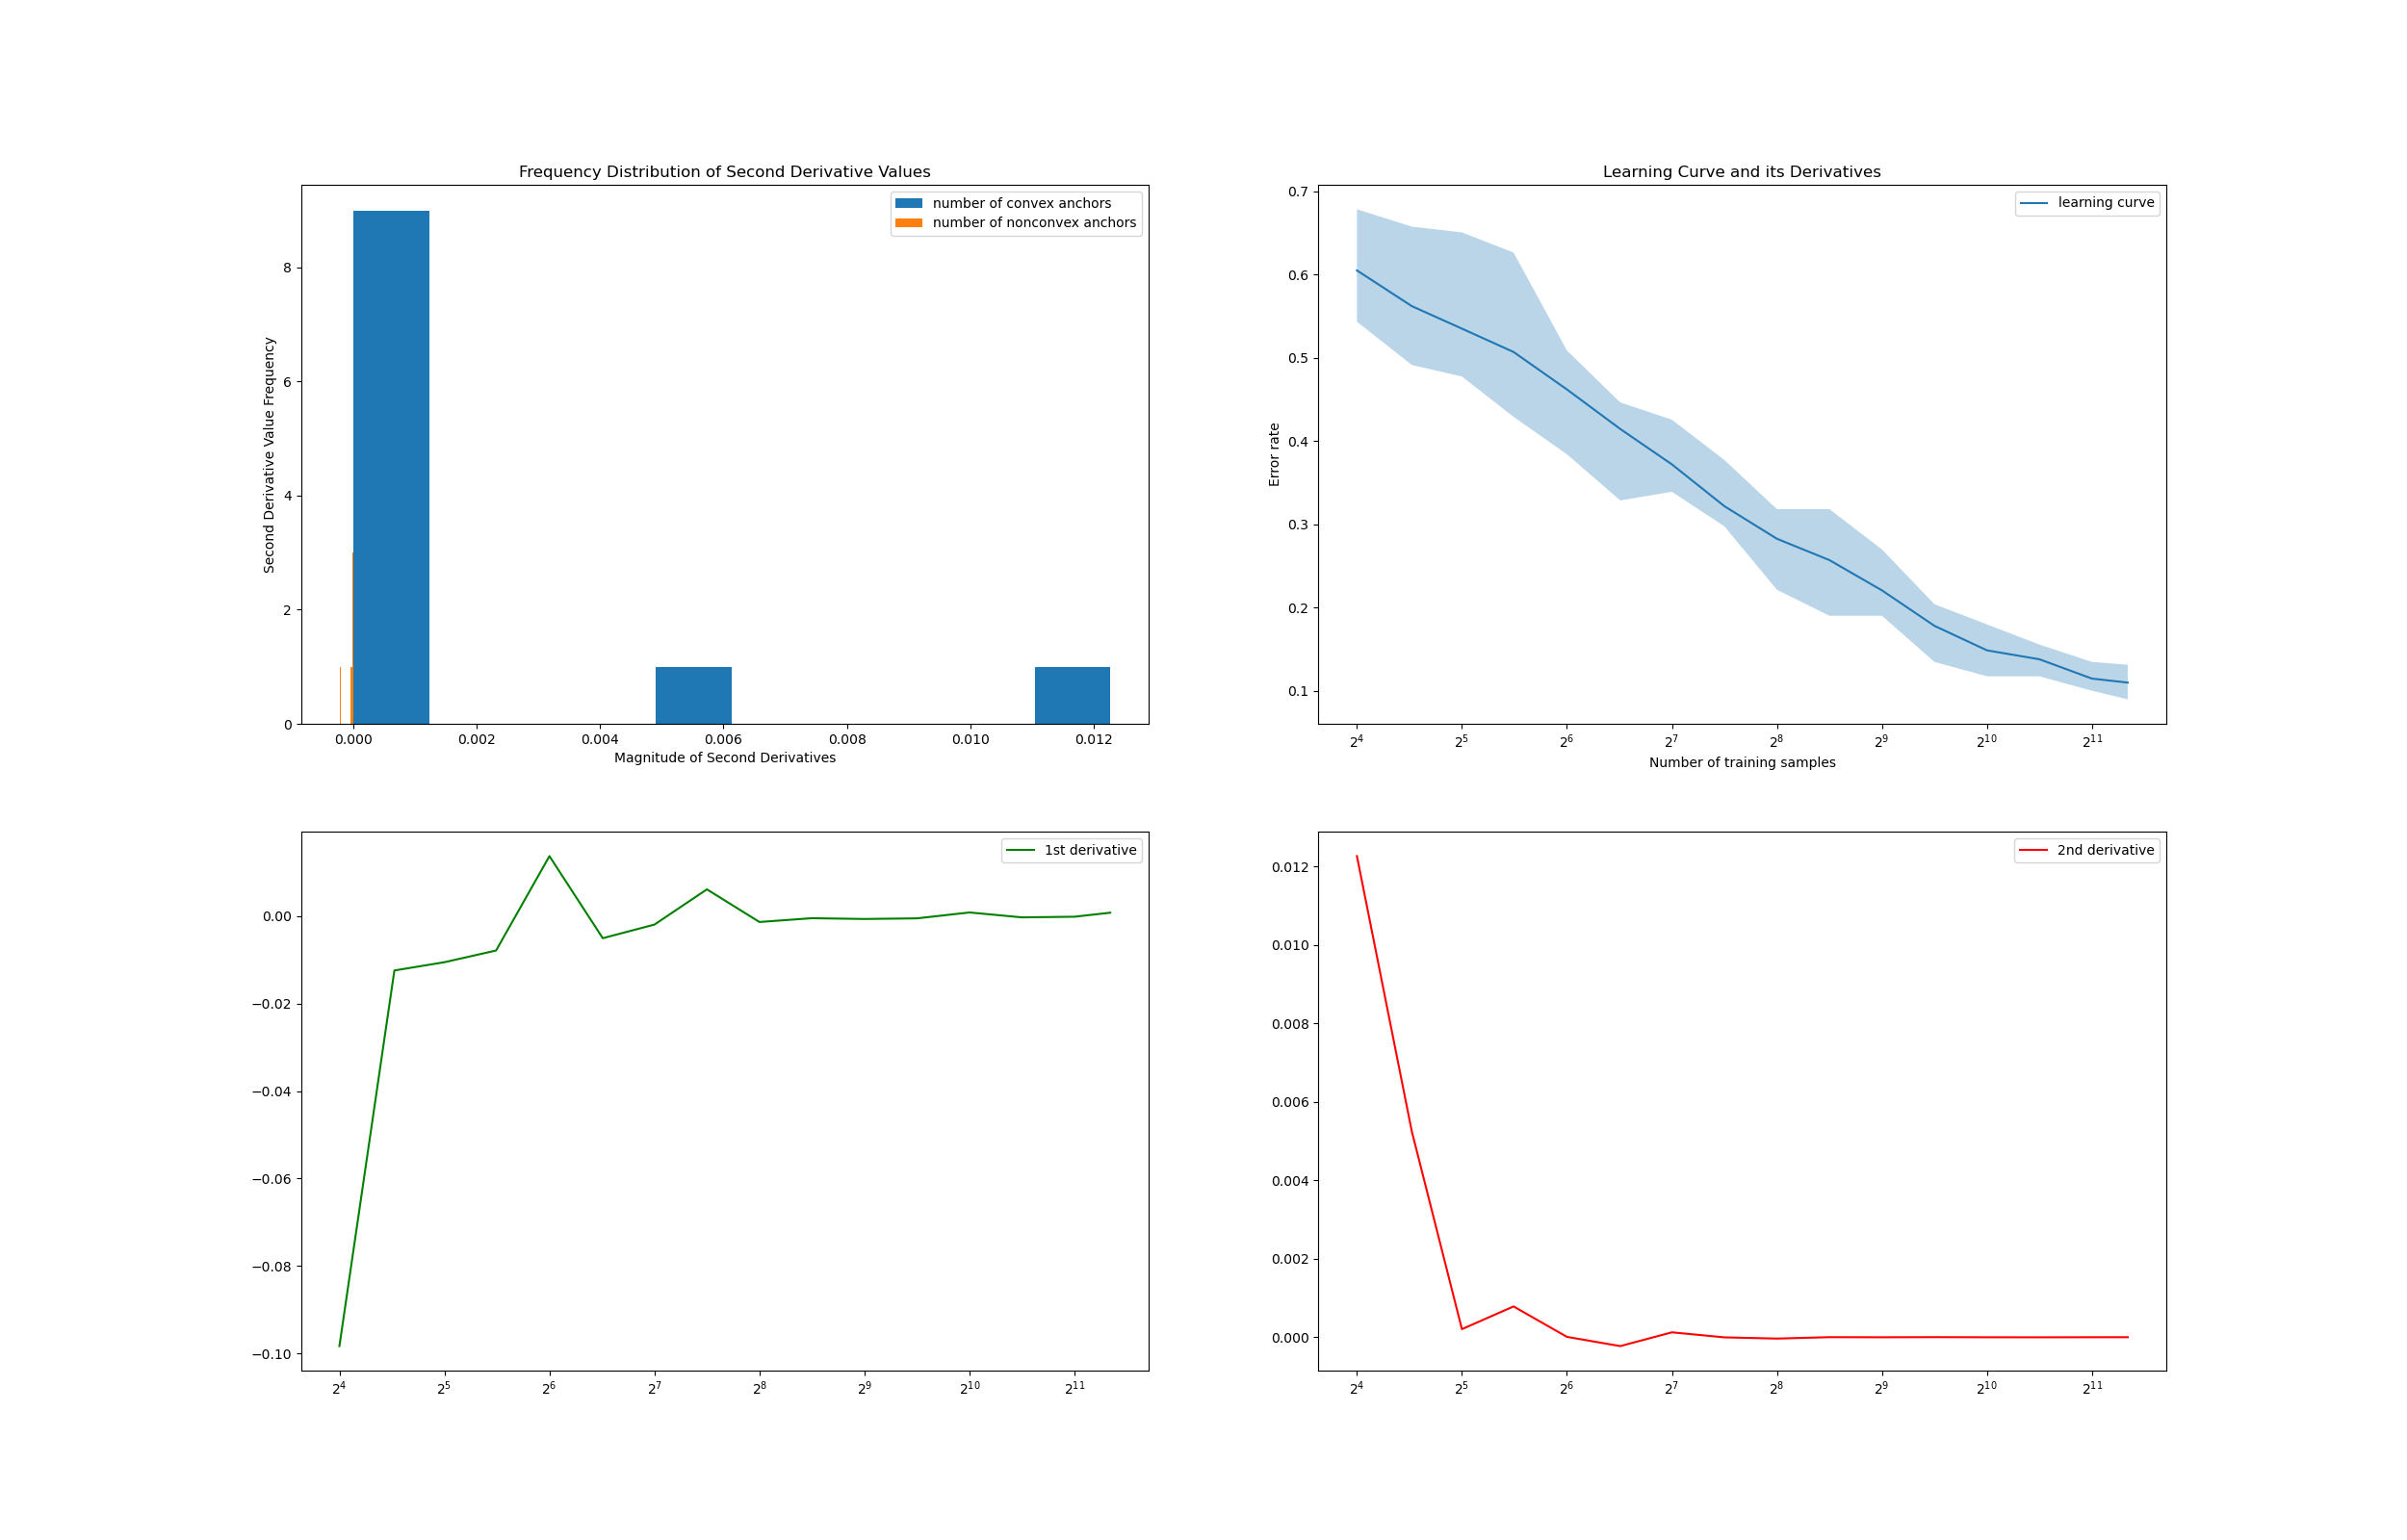 Frequency Distribution of Second Derivative Values
number of convex anchors
number of nonconvex anchors
Second Derivative Value Frequency
8
6
4
2
0
0.000 0.002 0.004 0.006 0.008 0.010 0.012
Magnitude of Second Derivatives
Learning Curve and its Derivatives
learning curve
Error rate
0.7
0.6
0.5
0.4
0.3
0.2
0.1
2^4 2^5 2^6 2^7 2^8 2^9 2^10 2^11
Number of training samples
1st derivative
0.00
−0.02
−0.04
−0.06
−0.08
−0.10
2^4 2^5 2^6 2^7 2^8 2^9 2^10 2^11
2nd derivative
0.012
0.010
0.008
0.006
0.004
0.002
0.000
2^4 2^5 2^6 2^7 2^8 2^9 2^10 2^11